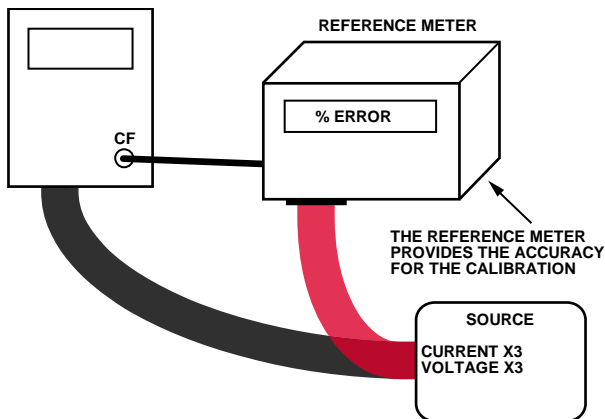 REFERENCE METER
% ERROR
CF
THE REFERENCE METER
PROVIDES THE ACCURACY
FOR THE CALIBRATION
SOURCE
CURRENT X3
VOLTAGE X3